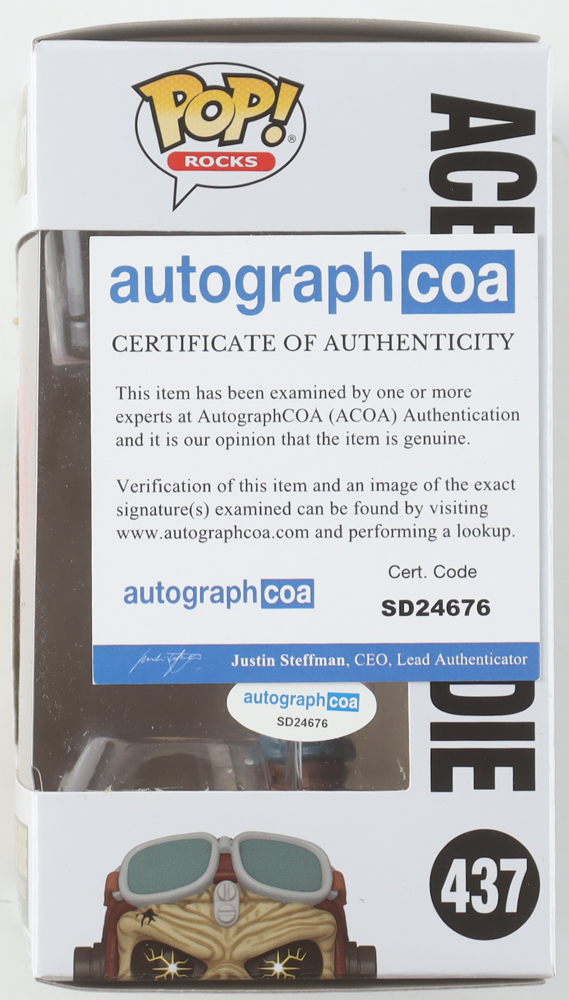 POP!
ROCKS
ACE
DIE
autographcoa
CERTIFICATE OF AUTHENTICITY
This item has been examined by one or more
experts at AutographCOA (ACOA) Authentication
and it is our opinion that the item is genuine.
Verification of this item and an image of the exact
signature(s) examined can be found by visiting
www.autographcoa.com and performing a lookup.
autographcoa
Cert. Code
SD24676
Justin Steffman, CEO, Lead Authenticator
autographcoa
SD24676
437